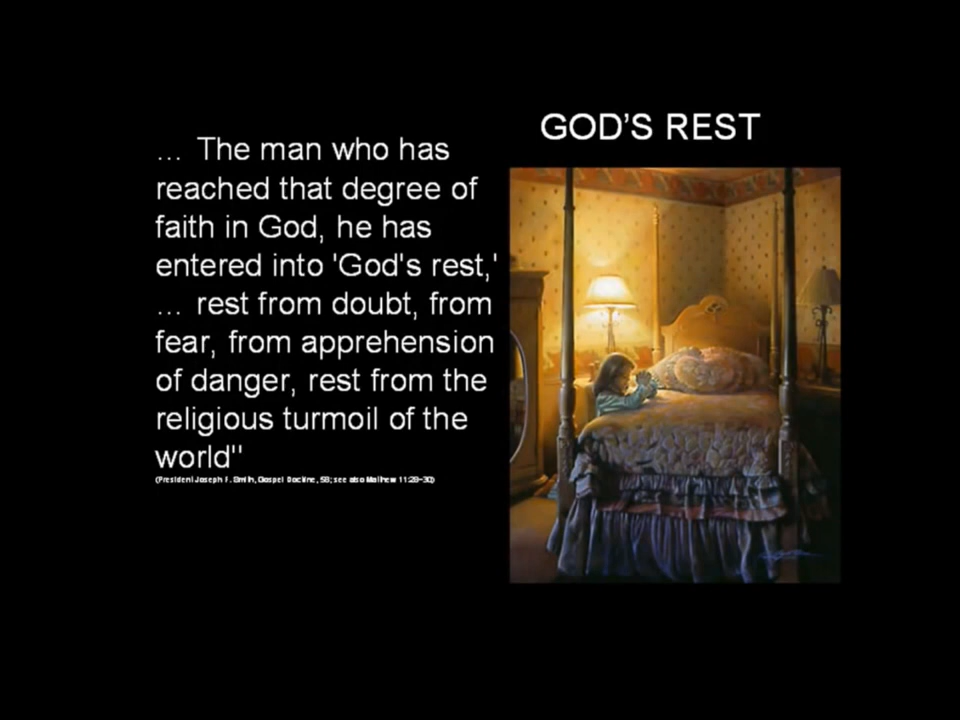 GOD'S REST
… The man who has
reached that degree of
faith in God, he has
entered into 'God's rest,'
… rest from doubt, from
fear, from apprehension
of danger, rest from the
religious turmoil of the
world"
(President Joseph F. Smith, Gospel Doctrine, 58; see also Matthew 11:28–30)